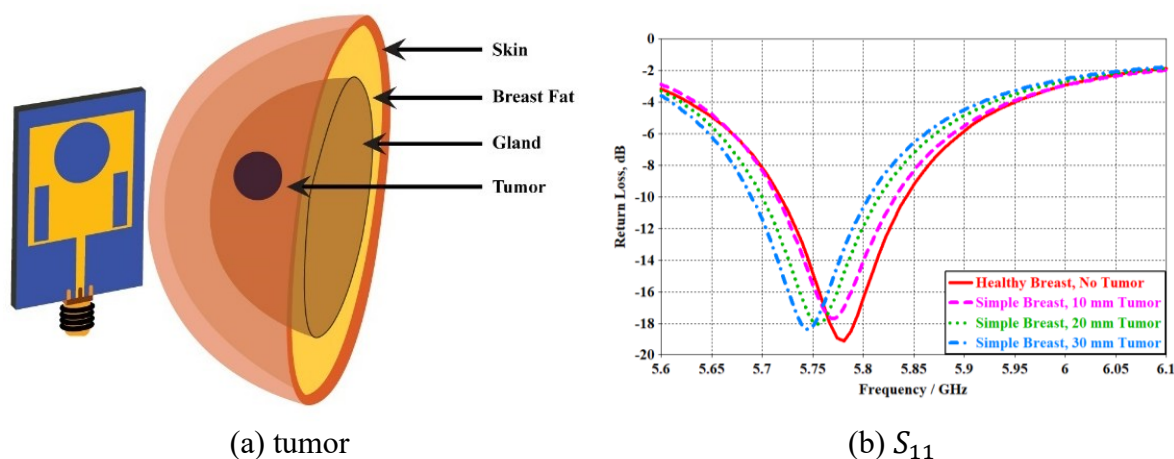 Skin
Breast Fat
Gland
Tumor
(a) tumor
Return Loss, dB
0
-2
-4
-6
-8
-10
-12
-14
-16
-18
-20
5.6
5.65
5.7
5.75
5.8
5.85
5.9
5.95
6
6.05
6.1
Frequency / GHz
Healthy Breast, No Tumor
Simple Breast, 10 mm Tumor
Simple Breast, 20 mm Tumor
Simple Breast, 30 mm Tumor
(b) S₁₁